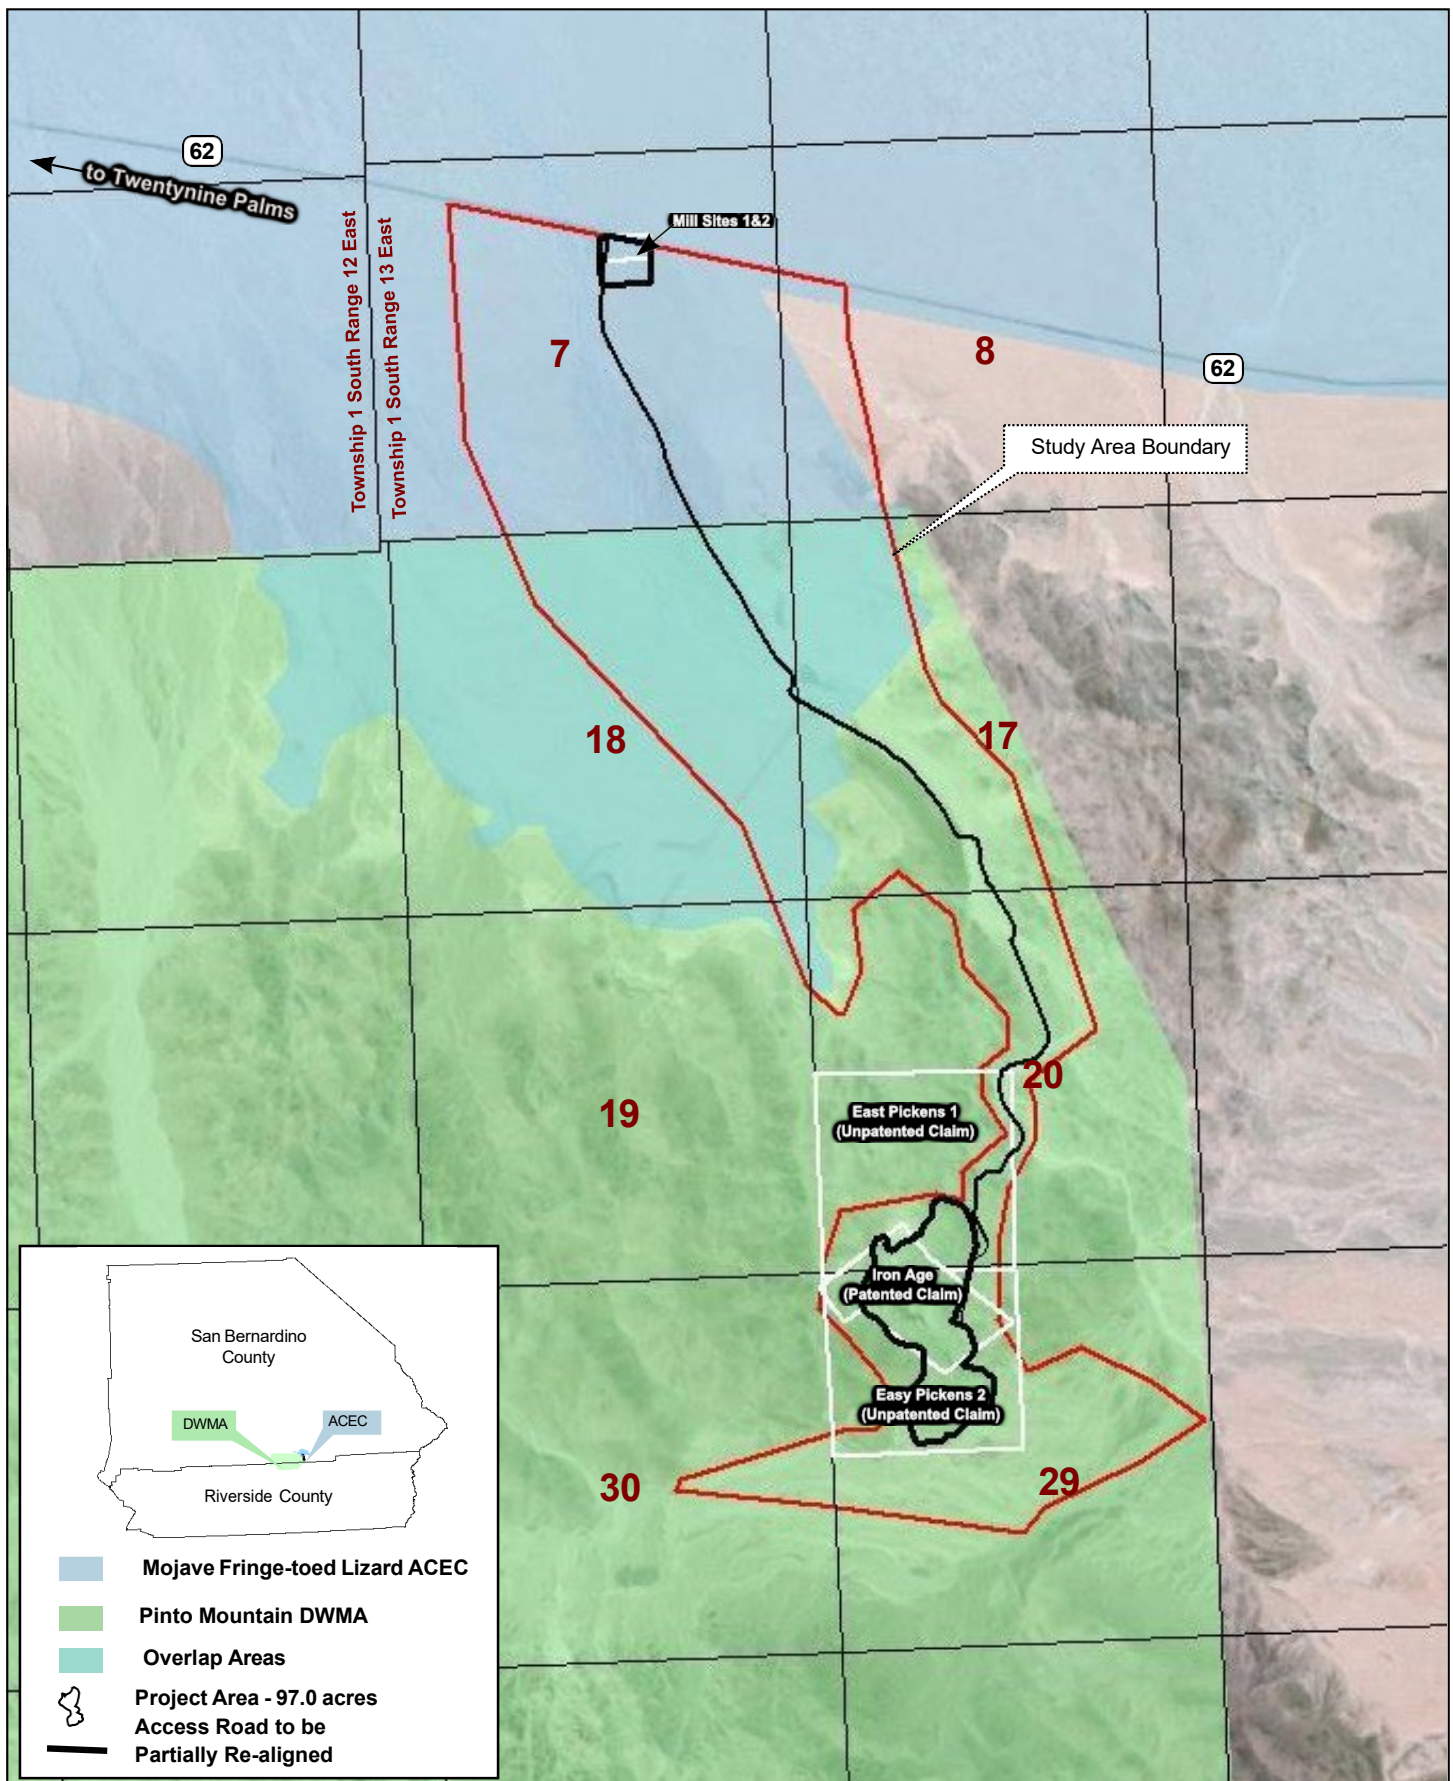 62
to Twentynine Palms
Mill Sites 1&2
Township 1 South Range 12 East
Township 1 South Range 13 East
7
8
62
Study Area Boundary
18
17
20
19
East Pickens 1
(Unpatented Claim)
Iron Age
(Patented Claim)
Easy Pickens 2
(Unpatented Claim)
30
29
San Bernardino
County
DWMA
ACEC
Riverside County
Mojave Fringe-toed Lizard ACEC
Pinto Mountain DWMA
Overlap Areas
Project Area - 97.0 acres
Access Road to be
Partially Re-aligned